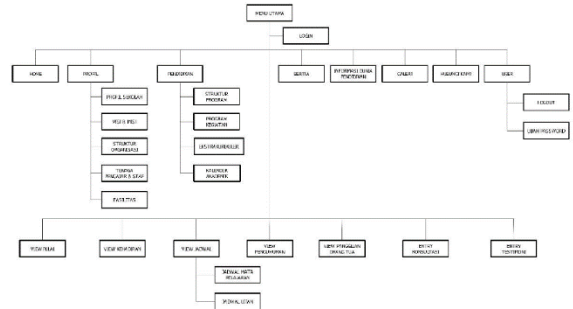 MENU UTAMA
LOGIN
HOME
PROFIL
PENDIDIKAN
BERITA
INFORMASI DUNIA
PENDIDIKAN
GALERI
HUBUNGI KAMI
USER
PROFIL SEKOLAH
VISI & MISI
STRUKTUR
ORGANISASI
TENAGA
PENGAJAR & STAF
FASILITAS
STRUKTUR
PROGRAM
PROGRAM
KEGIATAN
EKSTRAKURIKULER
KALENDER
AKADEMIK
LOGOUT
UBAH PASSWORD
VIEW NILAI
VIEW KEHADIRAN
VIEW JADWAL
VIEW
PENGUMUMAN
VIEW PANGGILAN
ORANG TUA
ENTRY
KONSULTASI
ENTRY
TESTIMONI
JADWAL MATA
PELAJARAN
JADWAL UJIAN